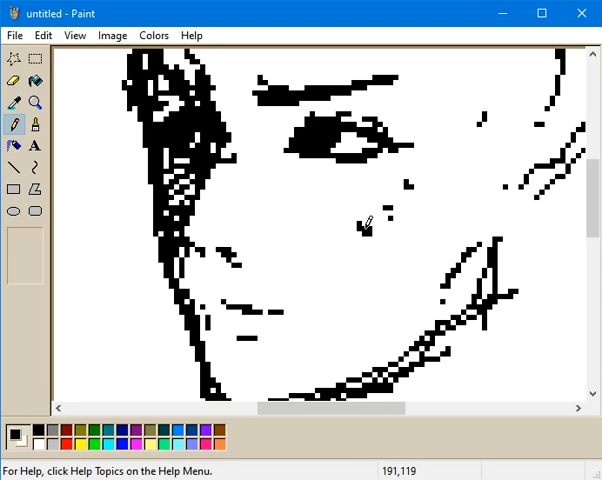 untitled - Paint
File Edit View Image Colors Help
A
For Help, click Help Topics on the Help Menu. 191,119